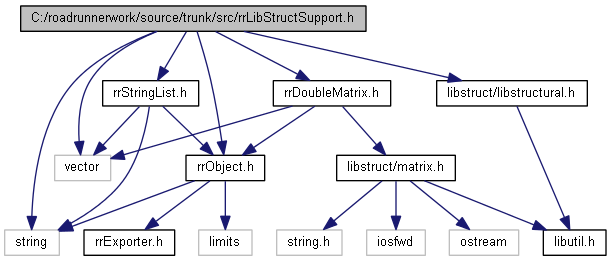 C:/roadrunnerwork/source/trunk/src/rrLibStructSupport.h
rrStringList.h
rrDoubleMatrix.h
libstruct/libstructural.h
vector
rrObject.h
libstruct/matrix.h
string
rrExporter.h
limits
string.h
iosfwd
ostream
libutil.h